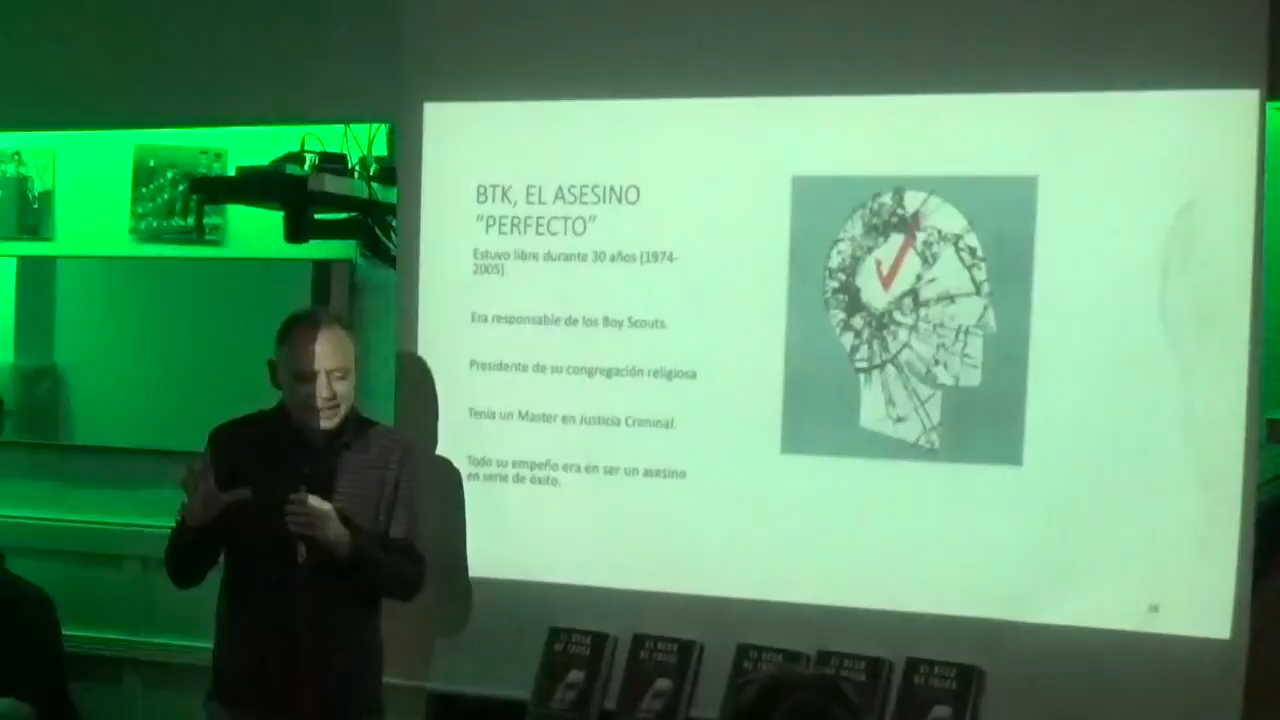 BTK, EL ASESINO
"PERFECTO"
Estuvo libre durante 30 años (1974-
2005).
Era responsable de los Boy Scouts.
Presidente de su congregación religiosa
Tenía un Master en Justicia Criminal.
Todo su empeño era en ser un asesino
en serie de éxito.